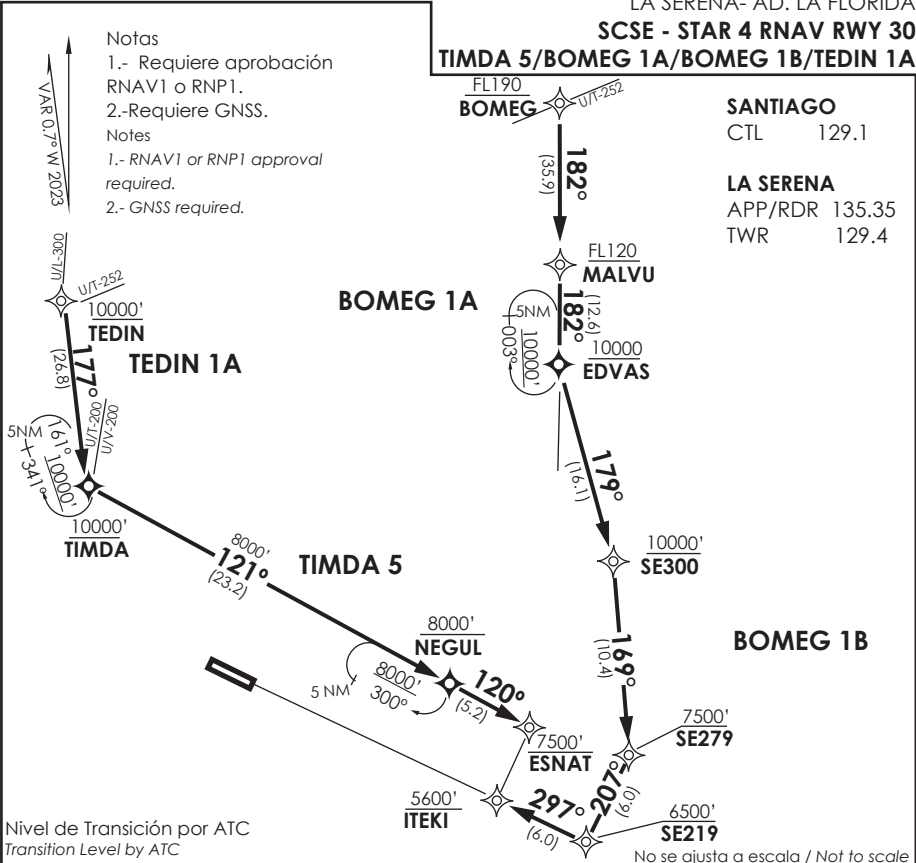 LA SERENA- AD. LA FLORIDA
SCSE - STAR 4 RNAV RWY 30
TIMDA 5/BOMEG 1A/BOMEG 1B/TEDIN 1A
Notas
1.- Requiere aprobación
RNAV1 o RNP1.
2.-Requiere GNSS.
Notes
1.- RNAV1 or RNP1 approval
required.
2.- GNSS required.
VAR 0.7° W 2023
SANTIAGO
CTL 129.1
LA SERENA
APP/RDR 135.35
TWR 129.4
FL190
BOMEG
U/T-252
182°
(35.9)
FL120
MALVU
BOMEG 1A
182°
(12.6)
5NM
10000'
003°
10000
EDVAS
U/L-300
U/T-252
10000'
TEDIN
TEDIN 1A
177°
(26.8)
U/T-200
U/V-200
5NM
161°
10000'
341°
10000'
TIMDA
179°
(16.1)
10000'
SE300
8000'
121°
(23.2)
TIMDA 5
BOMEG 1B
169°
(10.4)
8000'
NEGUL
5 NM
8000'
300°
120°
(5.2)
7500'
ESNAT
7500'
SE279
207°
(6.0)
5600'
ITEKI
297°
(6.0)
6500'
SE219
Nivel de Transición por ATC
Transition Level by ATC
No se ajusta a escala / Not to scale